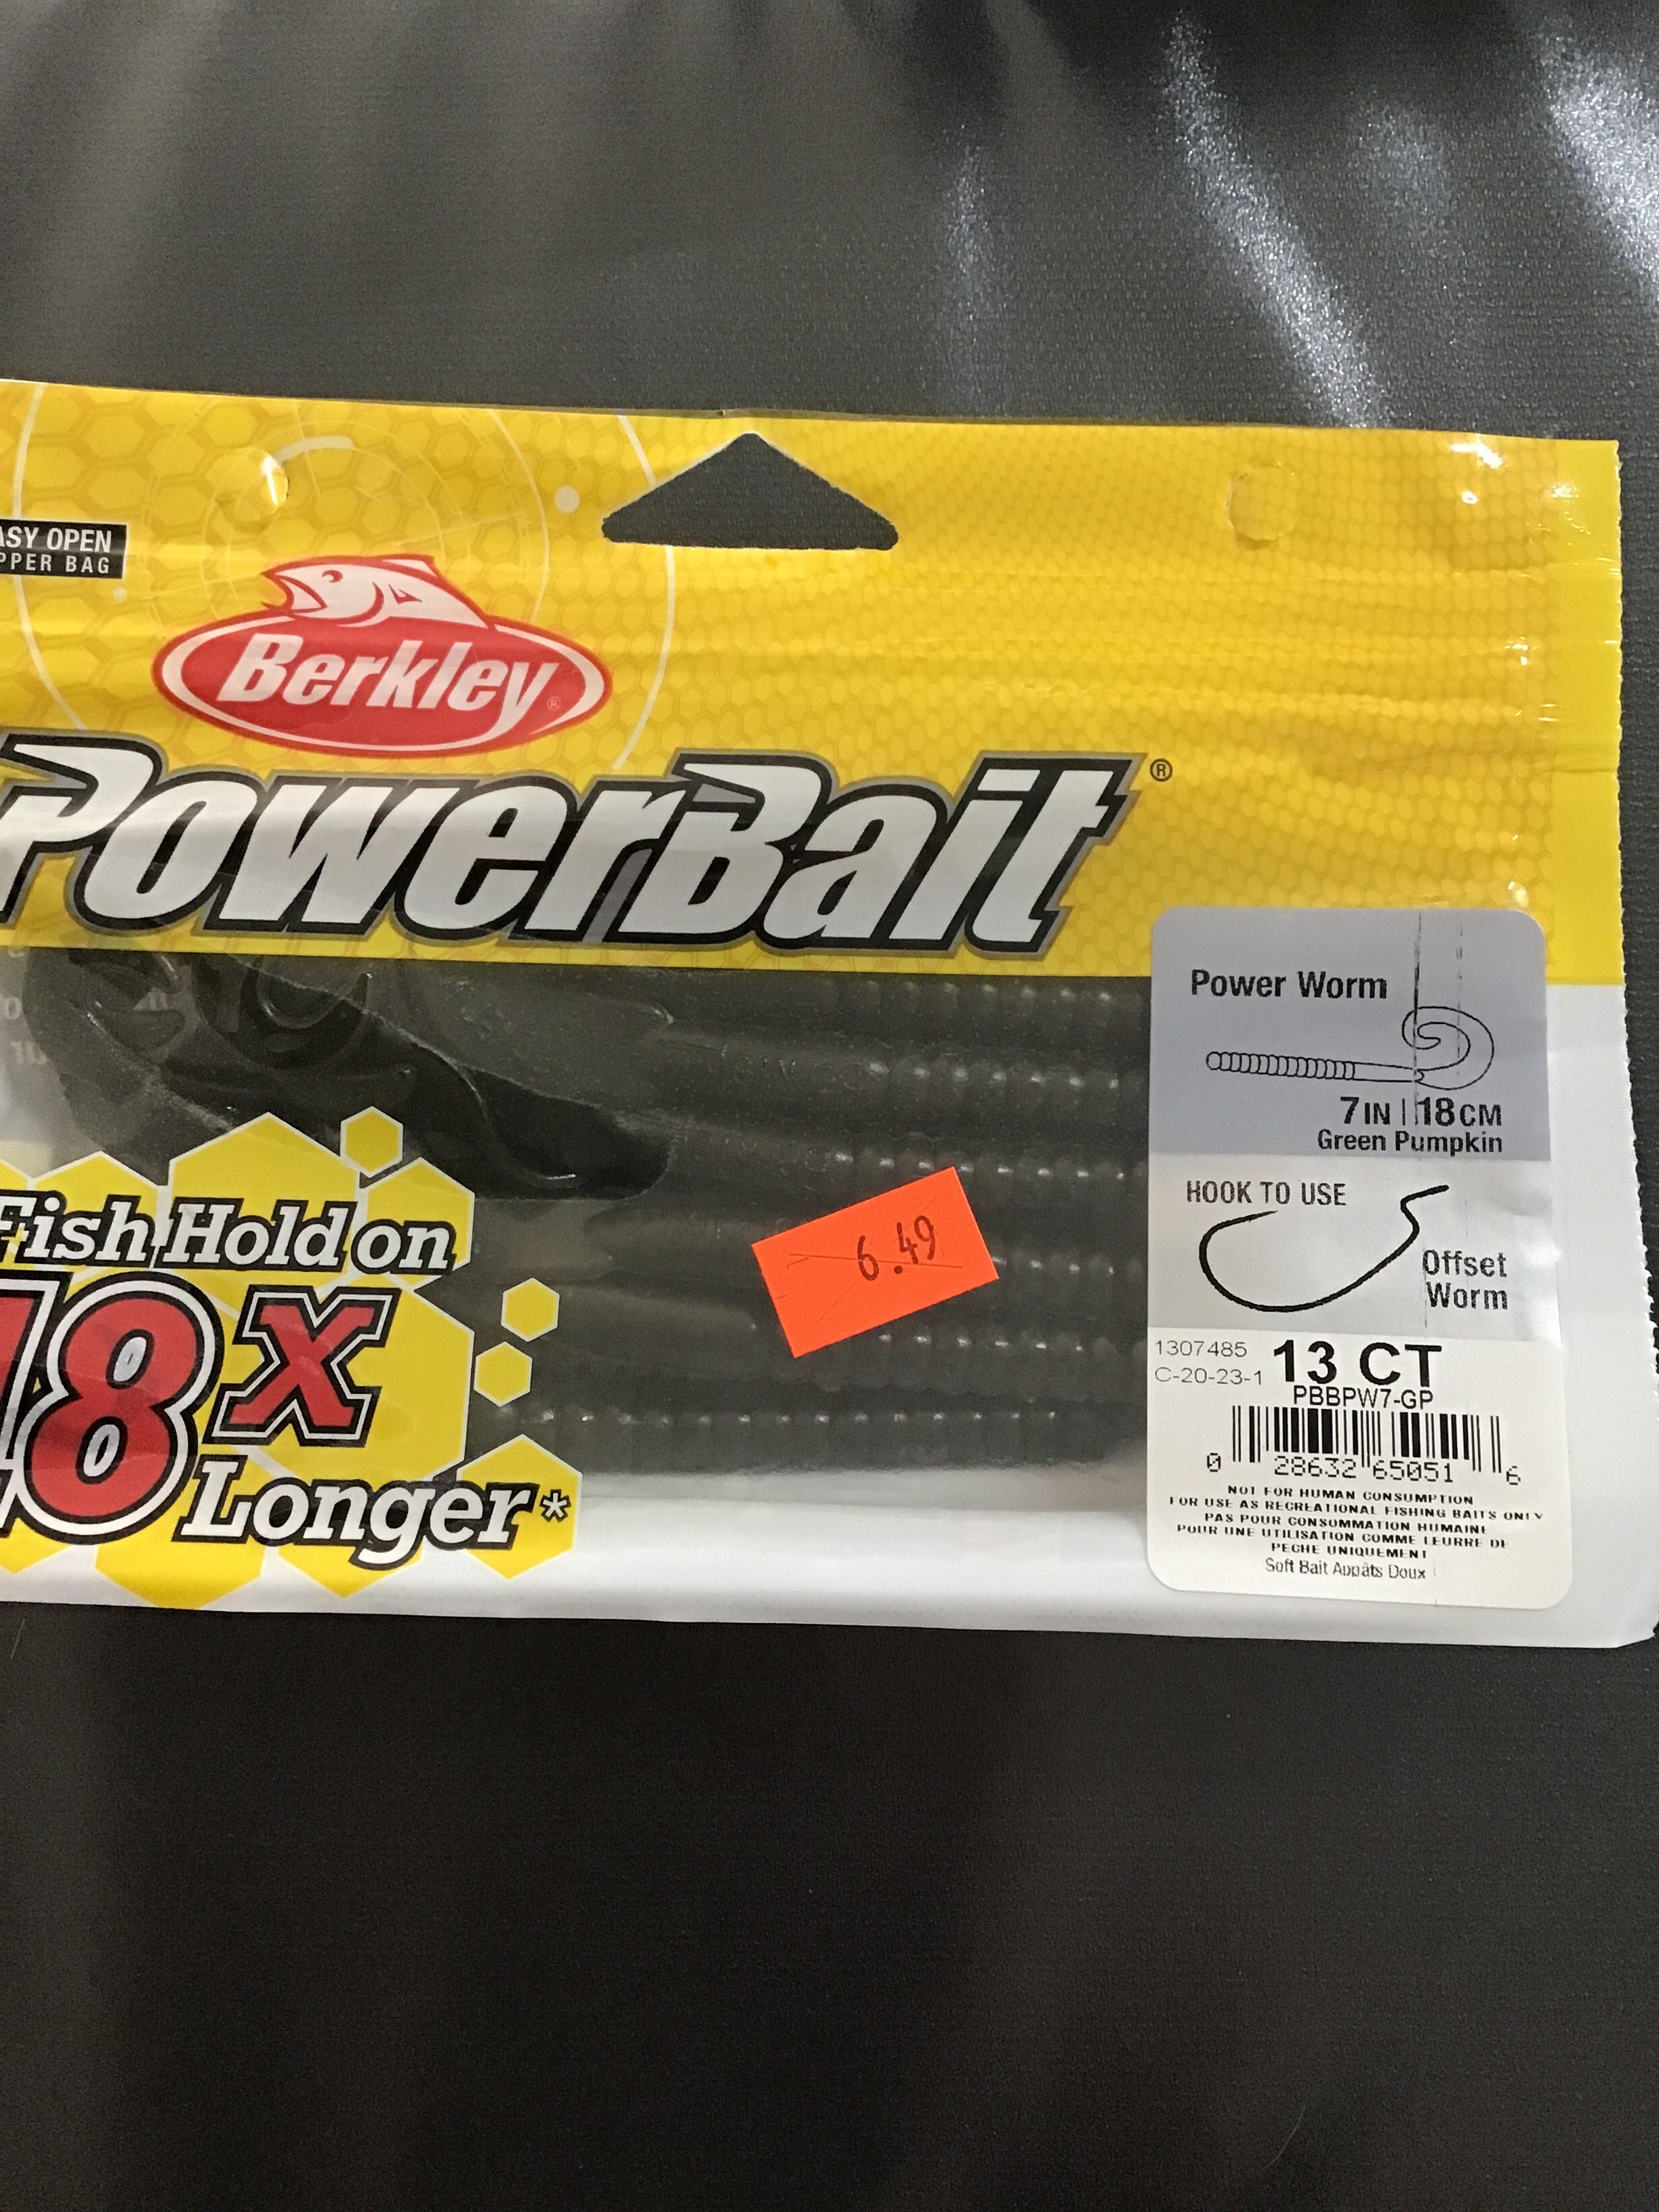 ASY OPEN
PPER BAG
Berkley®
PowerBait®
Power Worm
7IN | 18CM
Green Pumpkin
HOOK TO USE
Offset
Worm
Fish Hold on
18X
Longer*
6.49
1307485
C-20-23-1
13 CT
PBBPW7-GP
0 28632 65051 6
NOT FOR HUMAN CONSUMPTION
FOR USE AS RECREATIONAL FISHING BAITS ONLY
PAS POUR CONSOMMATION HUMAINE
POUR UNE UTILISATION COMME LEURRE DE
PECHE UNIQUEMENT
Soft Bait Appâts Doux